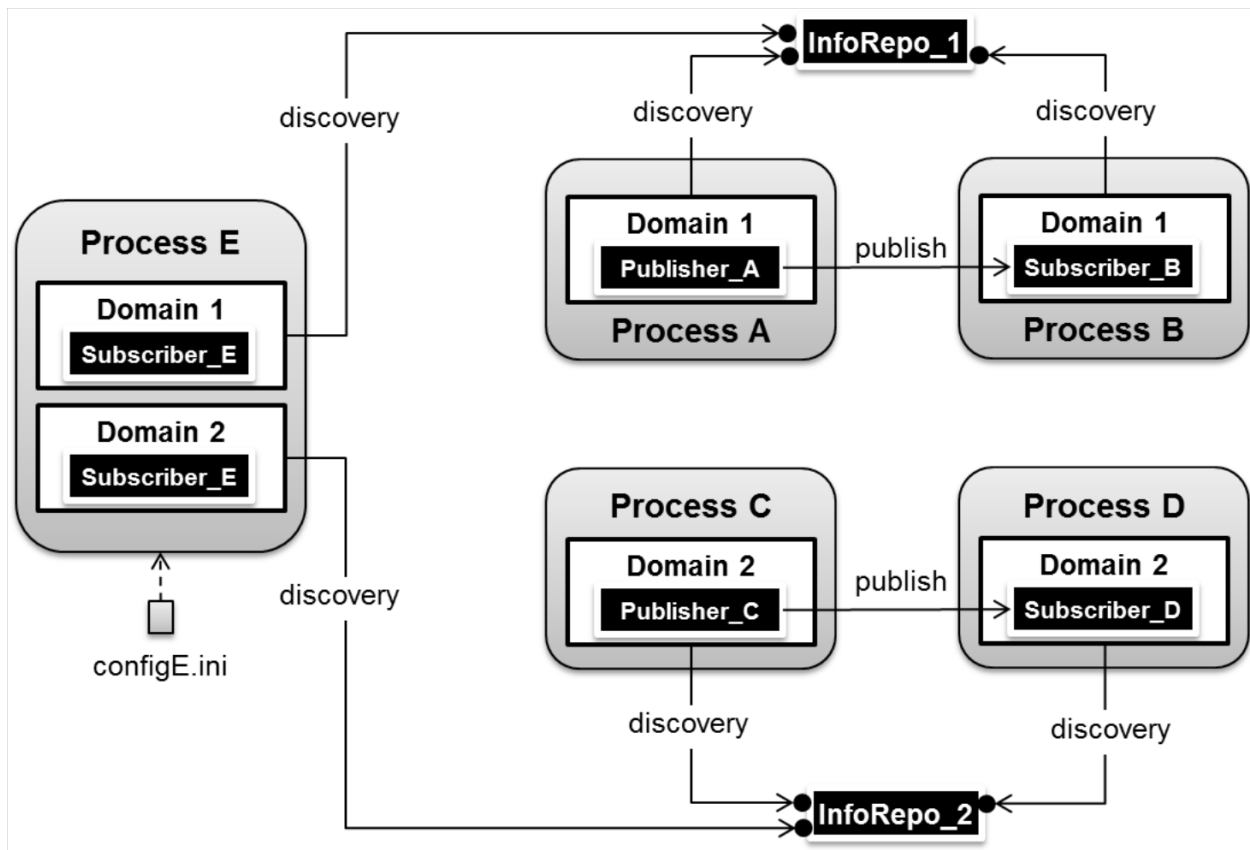 InfoRepo_1
discovery
discovery
discovery
Process E
Domain 1
Subscriber_E
Domain 2
Subscriber_E
configE.ini
Domain 1
Publisher_A
Process A
publish
Domain 1
Subscriber_B
Process B
Process C
Domain 2
Publisher_C
publish
Process D
Domain 2
Subscriber_D
discovery
discovery
discovery
InfoRepo_2